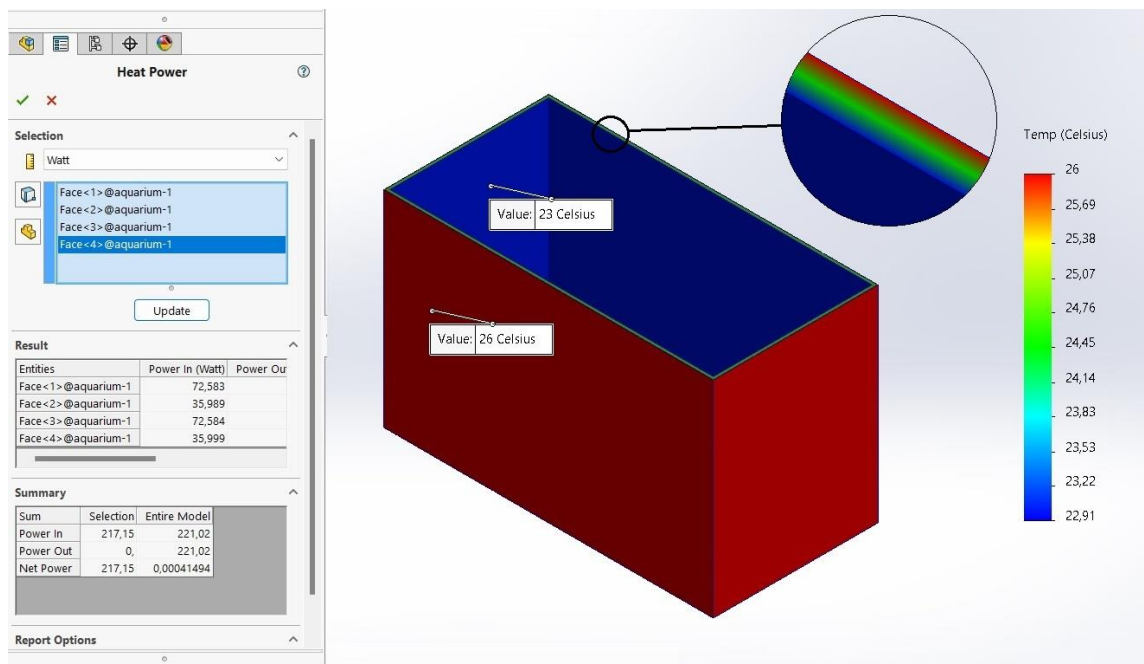 Heat Power
Selection
Watt
Face<1>@aquarium-1
Face<2>@aquarium-1
Face<3>@aquarium-1
Face<4>@aquarium-1
Update
Result
Entities Power In (Watt) Power Ou
Face<1>@aquarium-1 72,583
Face<2>@aquarium-1 35,989
Face<3>@aquarium-1 72,584
Face<4>@aquarium-1 35,999
Summary
Sum Selection Entire Model
Power In 217,15 221,02
Power Out 0, 221,02
Net Power 217,15 0,00041494
Report Options
Value: 23 Celsius
Value: 26 Celsius
Temp (Celsius)
26
25,69
25,38
25,07
24,76
24,45
24,14
23,83
23,53
23,22
22,91